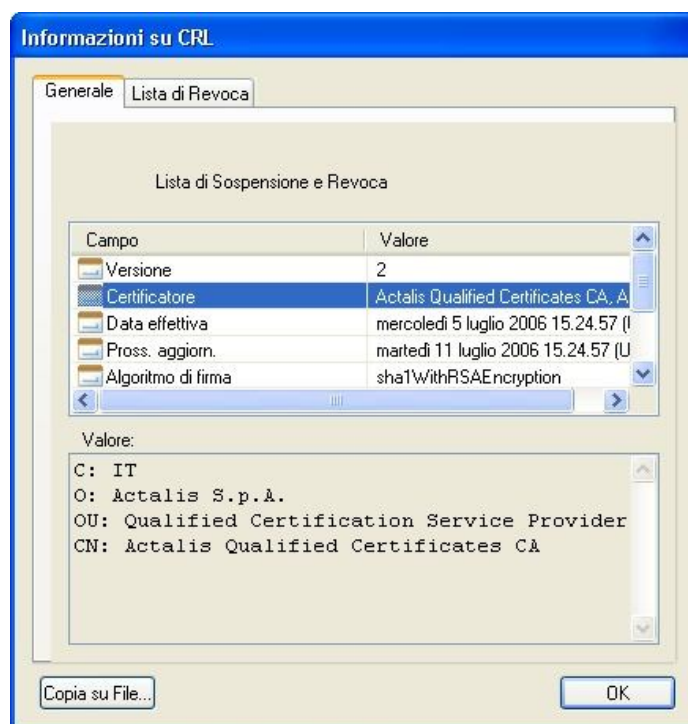 Informazioni su CRL
Generale Lista di Revoca
Lista di Sospensione e Revoca
Campo Valore
Versione 2
Certificatore Actalis Qualified Certificates CA, A
Data effettiva mercoledì 5 luglio 2006 15.24.57 (
Pross. aggiorn. martedì 11 luglio 2006 15.24.57 (U
Algoritmo di firma sha1WithRSAEncryption
Valore:
C: IT
O: Actalis S.p.A.
OU: Qualified Certification Service Provider
CN: Actalis Qualified Certificates CA
Copia su File... OK